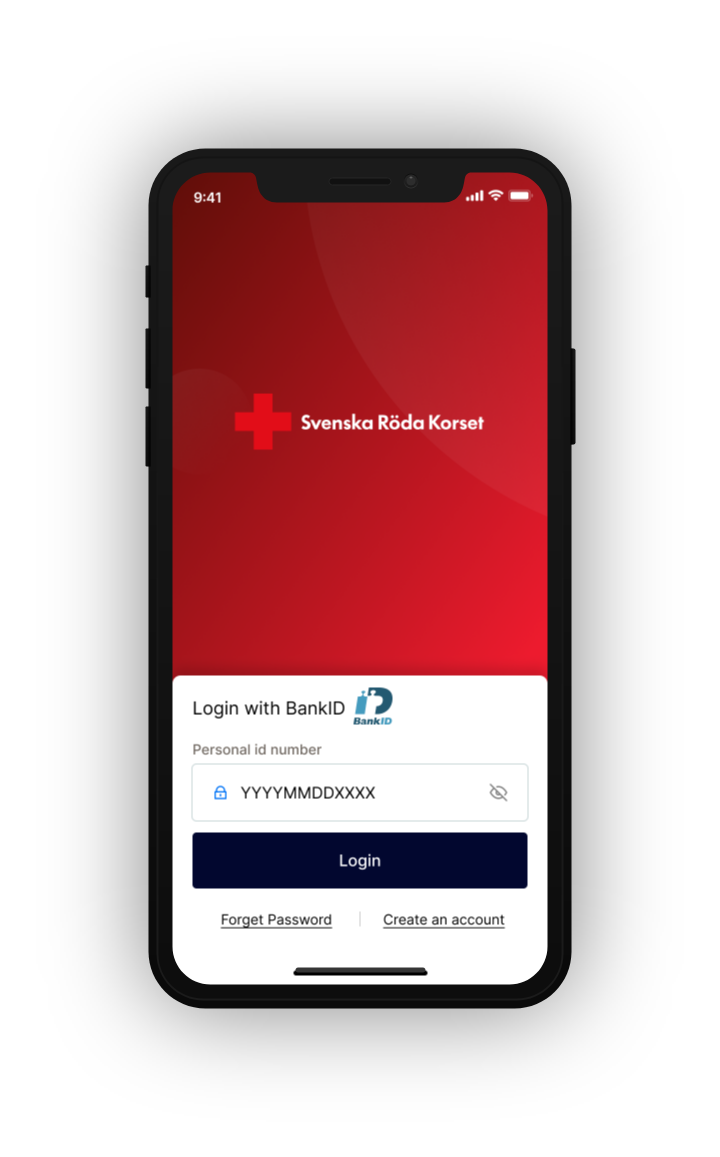 9:41
Svenska Röda Korset
Login with BankID
BankID
Personal id number
YYYYMMDDXXXX
Login
Forget Password
Create an account